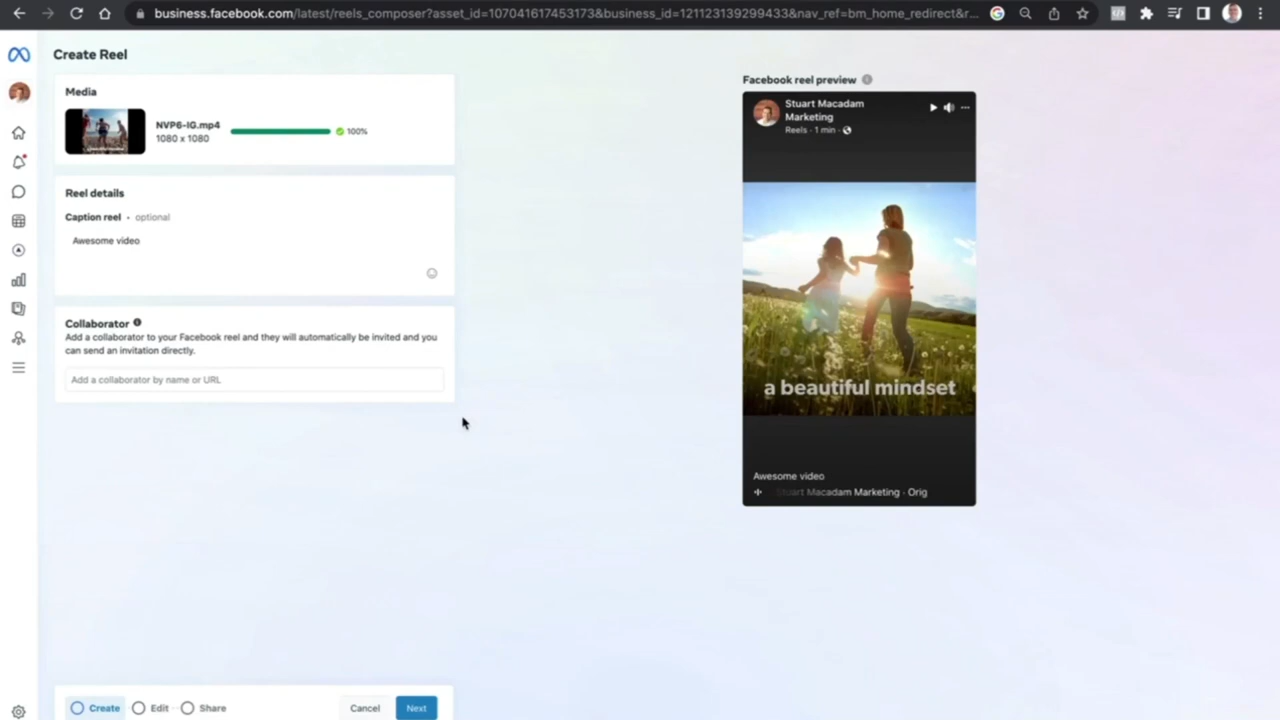 business.facebook.com/latest/reels_composer?asset_id=107041617453173&business_id=121123139299433&nav_ref=bm_home_redirect&r...
Create Reel
Media
NVP6-IG.mp4
1080 x 1080
100%
Reel details
Caption reel • optional
Awesome video
Collaborator
Add a collaborator to your Facebook reel and they will automatically be invited and you
can send an invitation directly.
Add a collaborator by name or URL
Create
Edit
Share
Cancel
Next
Facebook reel preview
Stuart Macadam
Marketing
Reels · 1 min ·
a beautiful mindset
Awesome video
Stuart Macadam Marketing · Orig